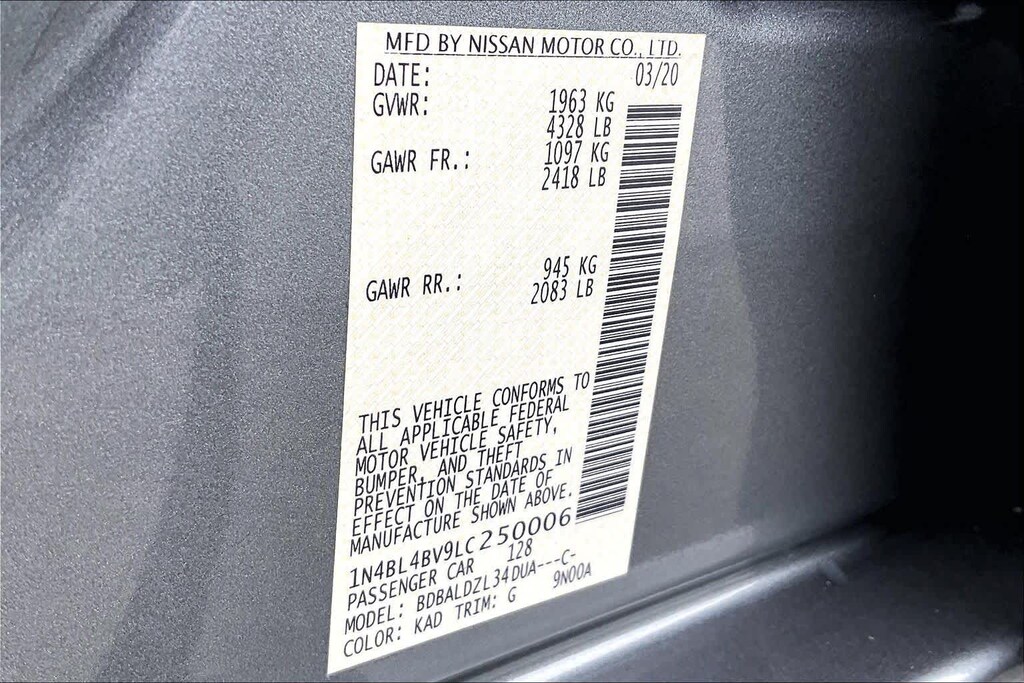 MFD BY NISSAN MOTOR CO., LTD.
DATE: 03/20
GVWR: 1963 KG
4328 LB
GAWR FR.: 1097 KG
2418 LB
GAWR RR.: 945 KG
2083 LB
THIS VEHICLE CONFORMS TO
ALL APPLICABLE FEDERAL
MOTOR VEHICLE SAFETY,
BUMPER, AND THEFT
PREVENTION STANDARDS IN
EFFECT ON THE DATE OF
MANUFACTURE SHOWN ABOVE.
1N4BL4BV9LC250006
PASSENGER CAR 128
MODEL: BDBALDZL34DUA---C-
COLOR: KAD TRIM: G 9N00A